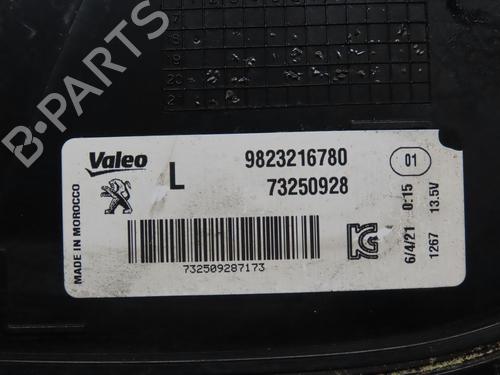 B-PARTS
Valeo
L
9823216780
73250928
01
MADE IN MOROCCO
732509287173
6/4/21 0:15
1267 13.5V